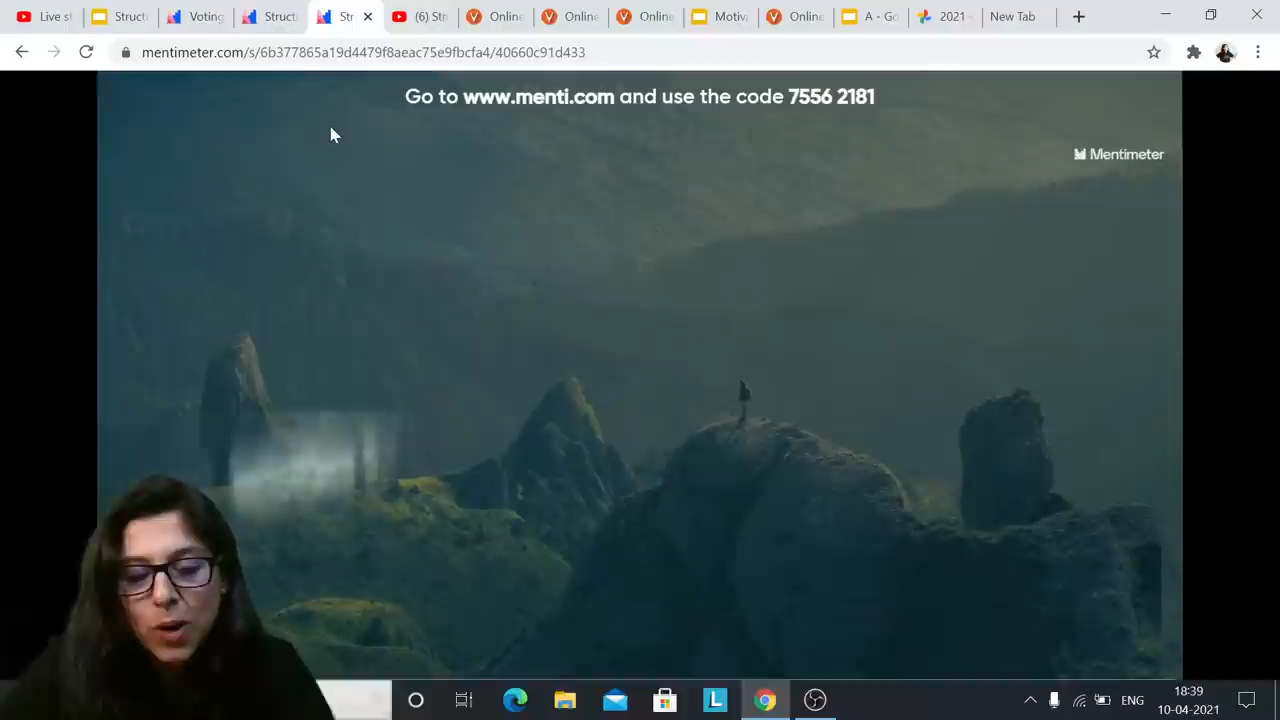 Live st
Struct
Voting
Struct
Str
(6) Str
Online
Online
Online
Motiva
Online
A - Go
2021 -
New Tab
mentimeter.com/s/6b377865a19d4479f8aeac75e9fbcfa4/40660c91d433
Go to www.menti.com and use the code 7556 2181
Mentimeter
L
ENG
18:39
10-04-2021